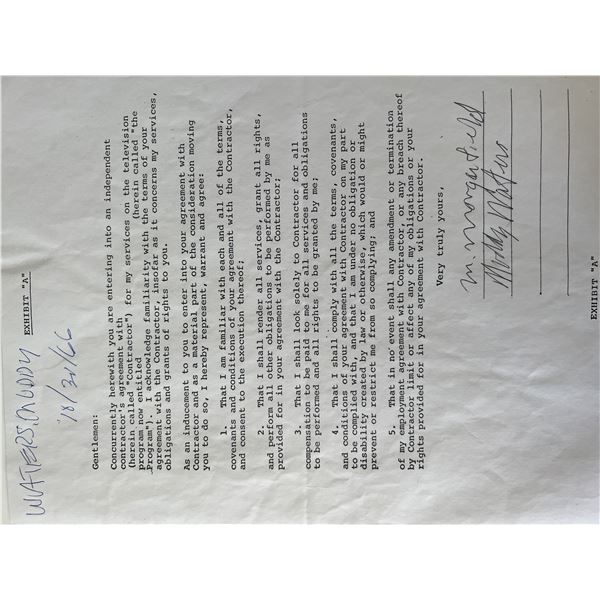 WATERS, MUDDY
10/31/66
EXHIBIT "A"
Gentlemen:
Concurrently herewith you are entering into an independent
contractor's agreement with
(herein called "Contractor") for my services on the television
program now entitled (herein called "the
Program"). I acknowledge familiarity with the terms of your
agreement with the Contractor, insofar as it concerns my services,
obligations and grants of rights to you.
As an inducement to you to enter into your agreement with
Contractor and as a material part of the consideration moving
you to do so, I hereby represent, warrant and agree:
1. That I am familiar with each and all of the terms,
covenants and conditions of your agreement with the Contractor,
and consent to the execution thereof;
2. That I shall render all services, grant all rights,
and perform all other obligations to be performed by me as
provided for in your agreement with the Contractor;
3. That I shall look solely to Contractor for all
compensation to be paid to me for all services and obligations
to be performed and all rights to be granted by me;
4. That I shall comply with all the terms, covenants,
and conditions of your agreement with Contractor on my part
to be complied with, and that I am under no obligation or
disability created by law or otherwise, which would or might
prevent or restrict me from so complying; and
5. That in no event shall any amendment or termination
of my employment agreement with Contractor, or any breach thereof
by Contractor limit or affect any of my obligations or your
rights provided for in your agreement with Contractor.
Very truly yours,
m. morganfield
Muddy Waters
EXHIBIT "A"